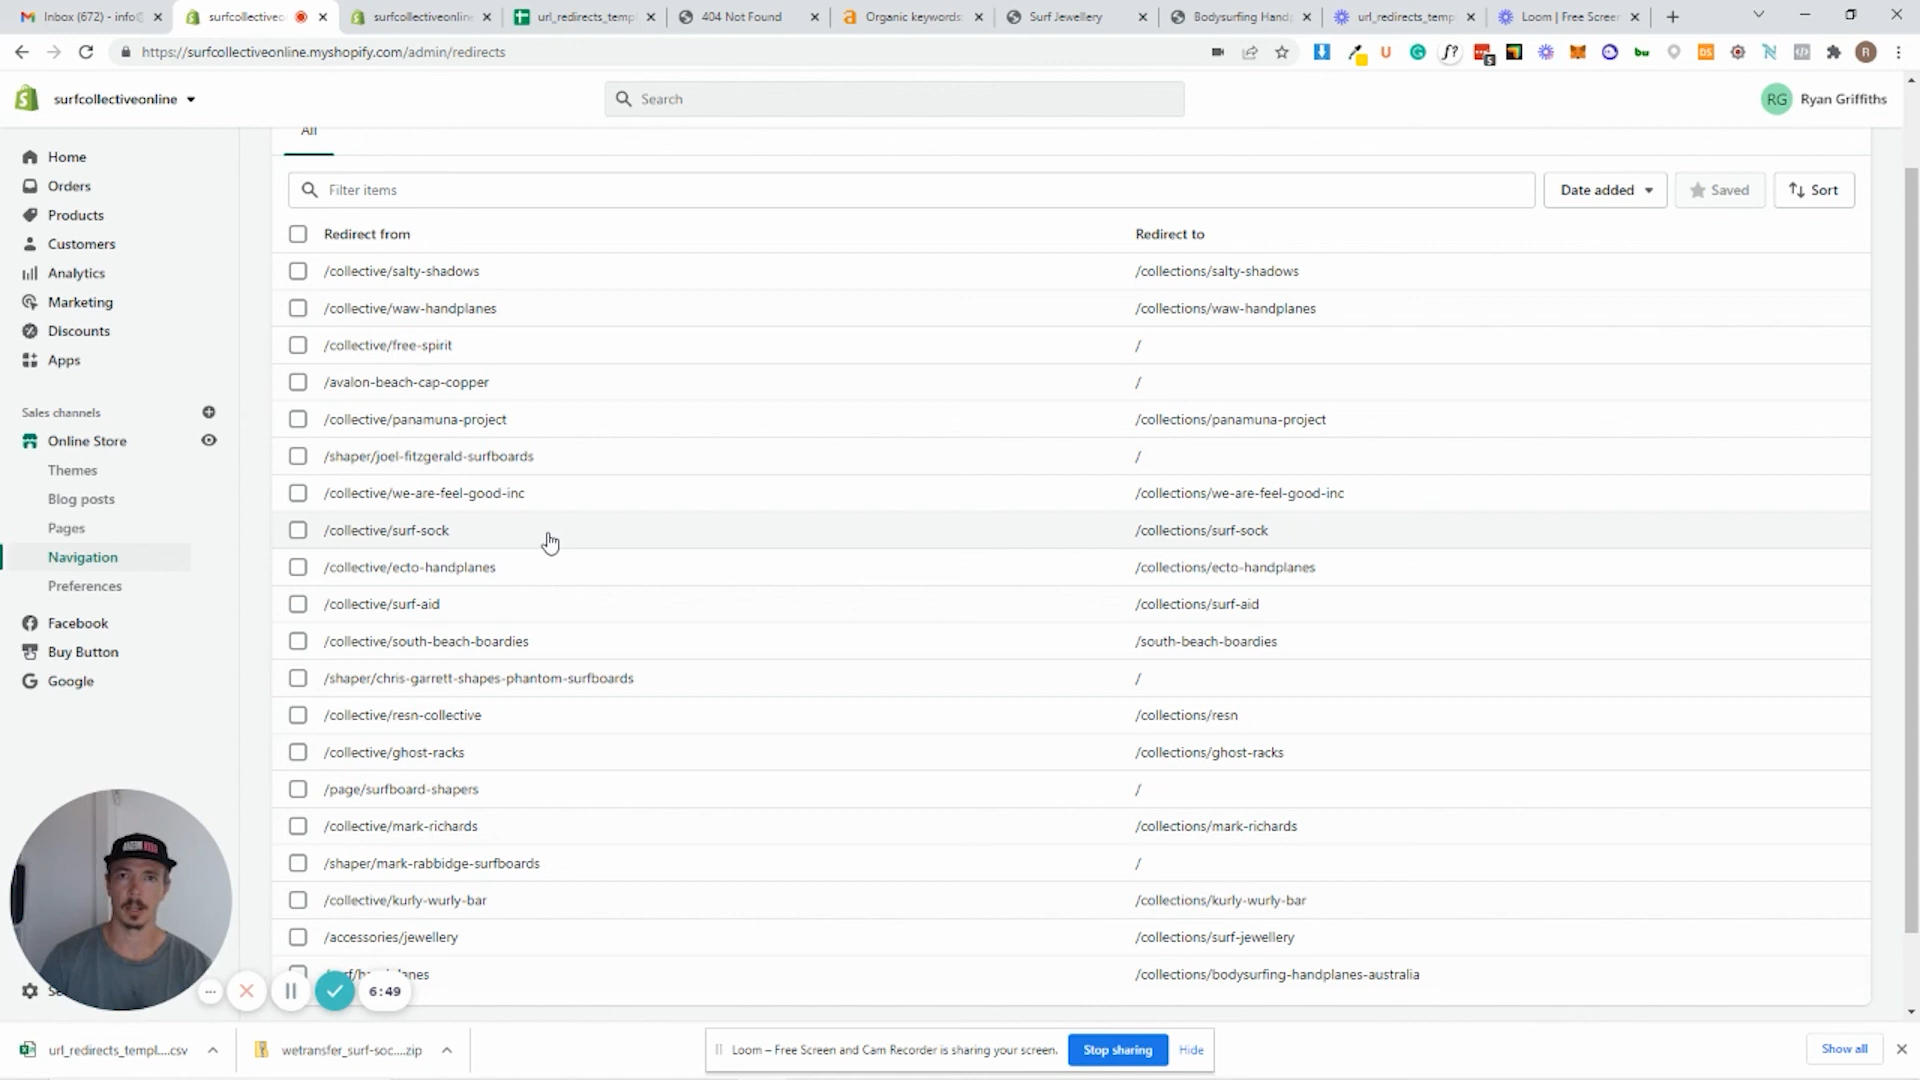 Inbox (672) - info@
surfcollectiveo
surfcollectiveonline
url_redirects_temp
404 Not Found
Organic keywords
Surf Jewellery
Bodysurfing Hand
url_redirects_temp
Loom | Free Screen
https://surfcollectiveonline.myshopify.com/admin/redirects
surfcollectiveonline
Search
RG
Ryan Griffiths
All
Home
Orders
Products
Customers
Analytics
Marketing
Discounts
Apps
Sales channels
Online Store
Themes
Blog posts
Pages
Navigation
Preferences
Facebook
Buy Button
Google
Filter items
Date added
Saved
Sort
Redirect from Redirect to
/collective/salty-shadows /collections/salty-shadows
/collective/waw-handplanes /collections/waw-handplanes
/collective/free-spirit /
/avalon-beach-cap-copper /
/collective/panamuna-project /collections/panamuna-project
/shaper/joel-fitzgerald-surfboards /
/collective/we-are-feel-good-inc /collections/we-are-feel-good-inc
/collective/surf-sock /collections/surf-sock
/collective/ecto-handplanes /collections/ecto-handplanes
/collective/surf-aid /collections/surf-aid
/collective/south-beach-boardies /south-beach-boardies
/shaper/chris-garrett-shapes-phantom-surfboards /
/collective/resn-collective /collections/resn
/collective/ghost-racks /collections/ghost-racks
/page/surfboard-shapers /
/collective/mark-richards /collections/mark-richards
/shaper/mark-rabbidge-surfboards /
/collective/kurly-wurly-bar /collections/kurly-wurly-bar
/accessories/jewellery /collections/surf-jewellery
/collections/bodysurfing-handplanes-australia
6:49
url_redirects_templ....csv
wetransfer_surf-soc....zip
Loom – Free Screen and Cam Recorder is sharing your screen.
Stop sharing
Hide
Show all